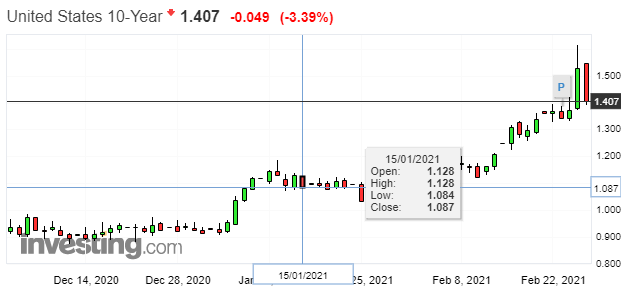 United States 10-Year 1.407 -0.049 (-3.39%)
1.500
P
1.407
1.300
1.200
15/01/2021
Open: 1.128
High: 1.128
Low: 1.084
Close: 1.087
1.087
1.000
0.900
0.800
investing.com
Dec 14, 2020 Dec 28, 2020 Jan 15/01/2021 25, 2021 Feb 8, 2021 Feb 22, 2021